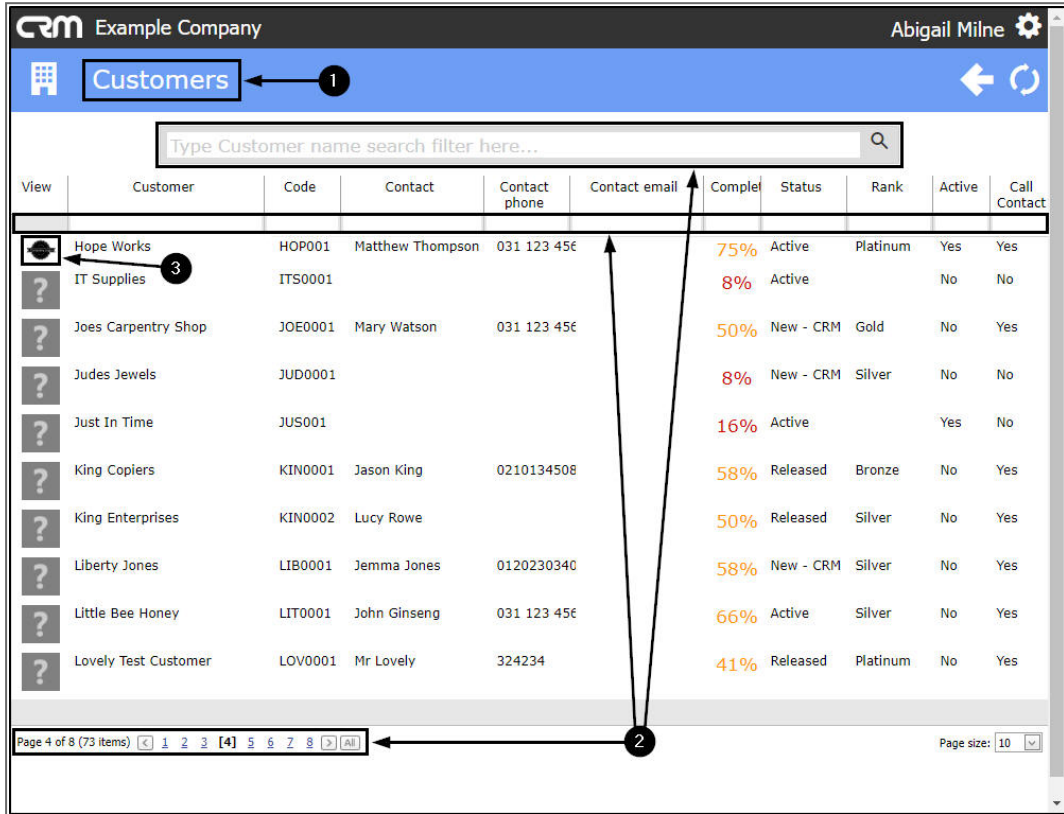 CRM Example Company Abigail Milne
Customers 1
Type Customer name search filter here...
View Customer Code Contact Contact phone Contact email Complet Status Rank Active Call Contact
Hope Works HOP001 Matthew Thompson 031 123 456 75% Active Platinum Yes Yes
3
IT Supplies ITS0001 8% Active No No
Joes Carpentry Shop JOE0001 Mary Watson 031 123 456 50% New - CRM Gold No Yes
Judes Jewels JUD0001 8% New - CRM Silver No No
Just In Time JUS001 16% Active Yes No
King Copiers KIN0001 Jason King 0210134508 58% Released Bronze No Yes
King Enterprises KIN0002 Lucy Rowe 50% Released Silver No Yes
Liberty Jones LIB0001 Jemma Jones 0120230340 58% New - CRM Silver No Yes
Little Bee Honey LIT0001 John Ginseng 031 123 456 66% Active Silver No Yes
Lovely Test Customer LOV0001 Mr Lovely 324234 41% Released Platinum No Yes
Page 4 of 8 (73 items) < 1 2 3 [4] 5 6 7 8 > All 2 Page size: 10